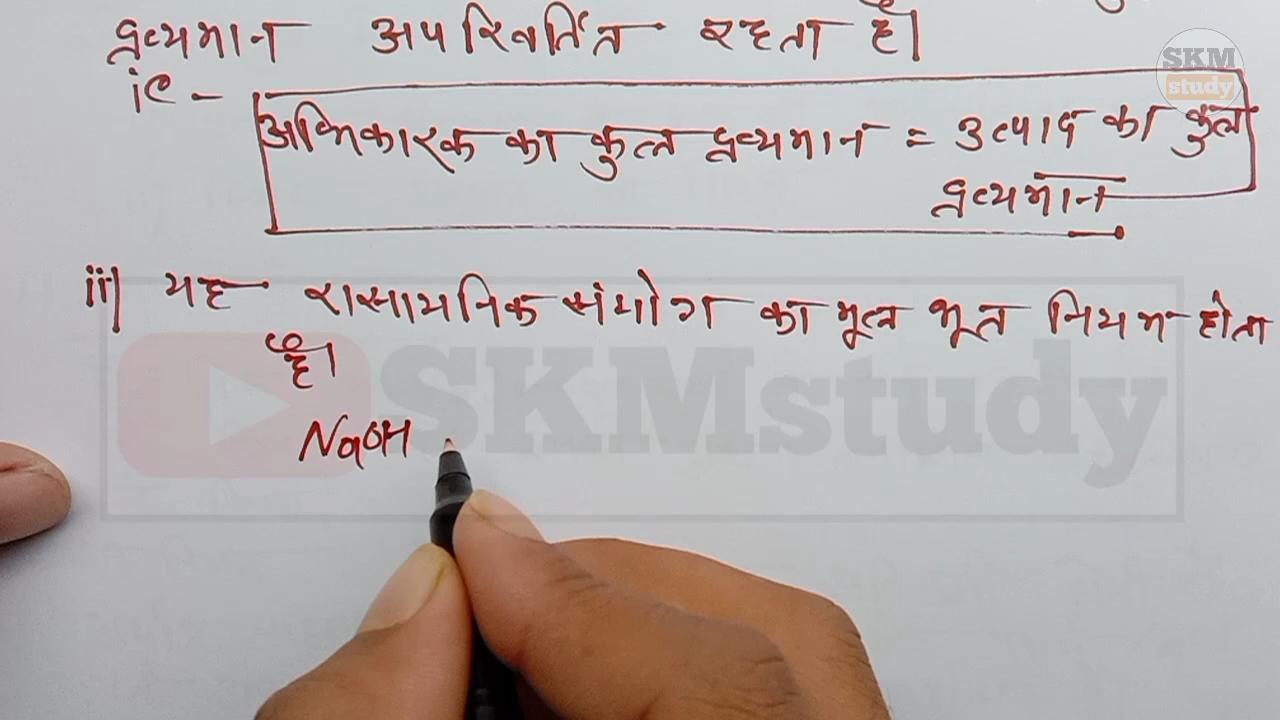 द्रव्यमान अपरिवर्तित रहता है।
SKM
study
ie -
अभिकारक का कुल द्रव्यमान = उत्पाद का कुल
द्रव्यमान
ii) यह रासायनिक संयोग का मूल भूत नियम होता
है।
SKMstudy
NaOH